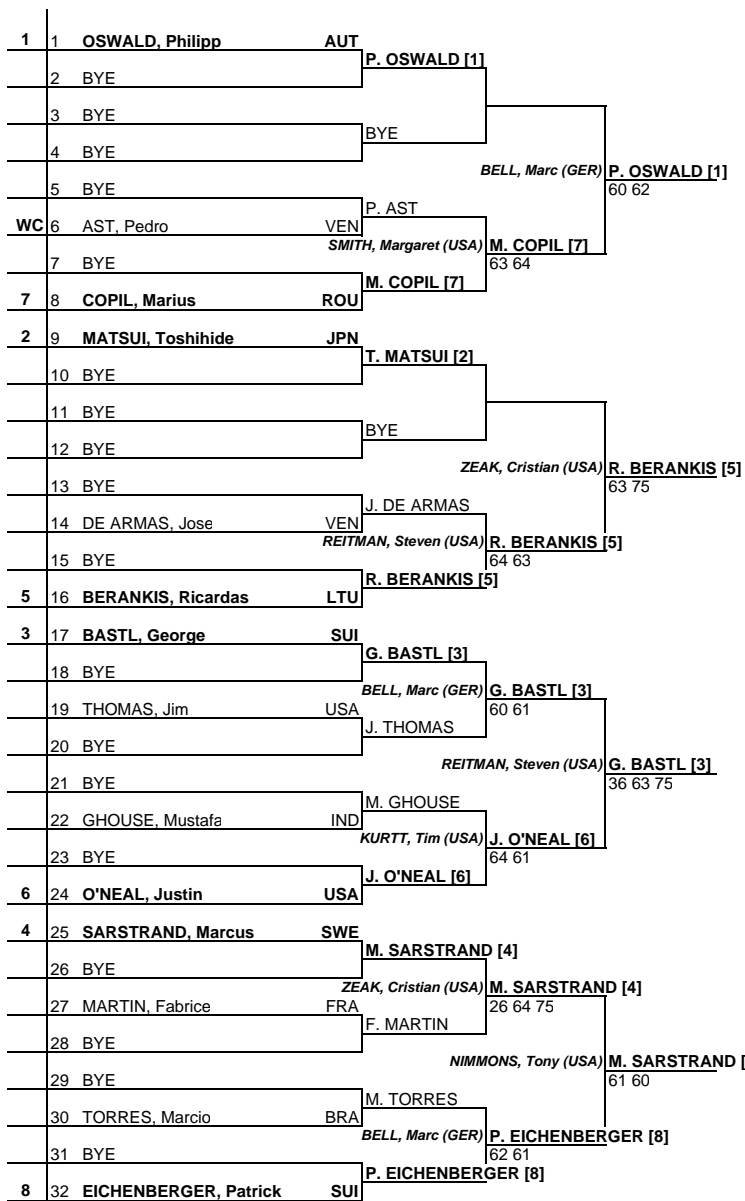 1 1 OSWALD, Philipp AUT
P. OSWALD [1]
2 BYE
3 BYE
BYE
4 BYE
BELL, Marc (GER) P. OSWALD [1]
5 BYE
60 62
P. AST
WC 6 AST, Pedro VEN
SMITH, Margaret (USA) M. COPIL [7]
7 BYE
63 64
M. COPIL [7]
7 8 COPIL, Marius ROU
2 9 MATSUI, Toshihide JPN
T. MATSUI [2]
10 BYE
11 BYE
BYE
12 BYE
ZEAK, Cristian (USA) R. BERANKIS [5]
13 BYE
63 75
J. DE ARMAS
14 DE ARMAS, Jose VEN
REITMAN, Steven (USA) R. BERANKIS [5]
15 BYE
64 63
R. BERANKIS [5]
5 16 BERANKIS, Ricardas LTU
3 17 BASTL, George SUI
G. BASTL [3]
18 BYE
BELL, Marc (GER) G. BASTL [3]
19 THOMAS, Jim USA
60 61
J. THOMAS
20 BYE
REITMAN, Steven (USA) G. BASTL [3]
21 BYE
36 63 75
M. GHOUSE
22 GHOUSE, Mustafa IND
KURTT, Tim (USA) J. O'NEAL [6]
23 BYE
64 61
J. O'NEAL [6]
6 24 O'NEAL, Justin USA
4 25 SARSTRAND, Marcus SWE
M. SARSTRAND [4]
26 BYE
ZEAK, Cristian (USA) M. SARSTRAND [4]
27 MARTIN, Fabrice FRA
26 64 75
F. MARTIN
28 BYE
NIMMONS, Tony (USA) M. SARSTRAND [
29 BYE
61 60
M. TORRES
30 TORRES, Marcio BRA
BELL, Marc (GER) P. EICHENBERGER [8]
31 BYE
62 61
P. EICHENBERGER [8]
8 32 EICHENBERGER, Patrick SUI